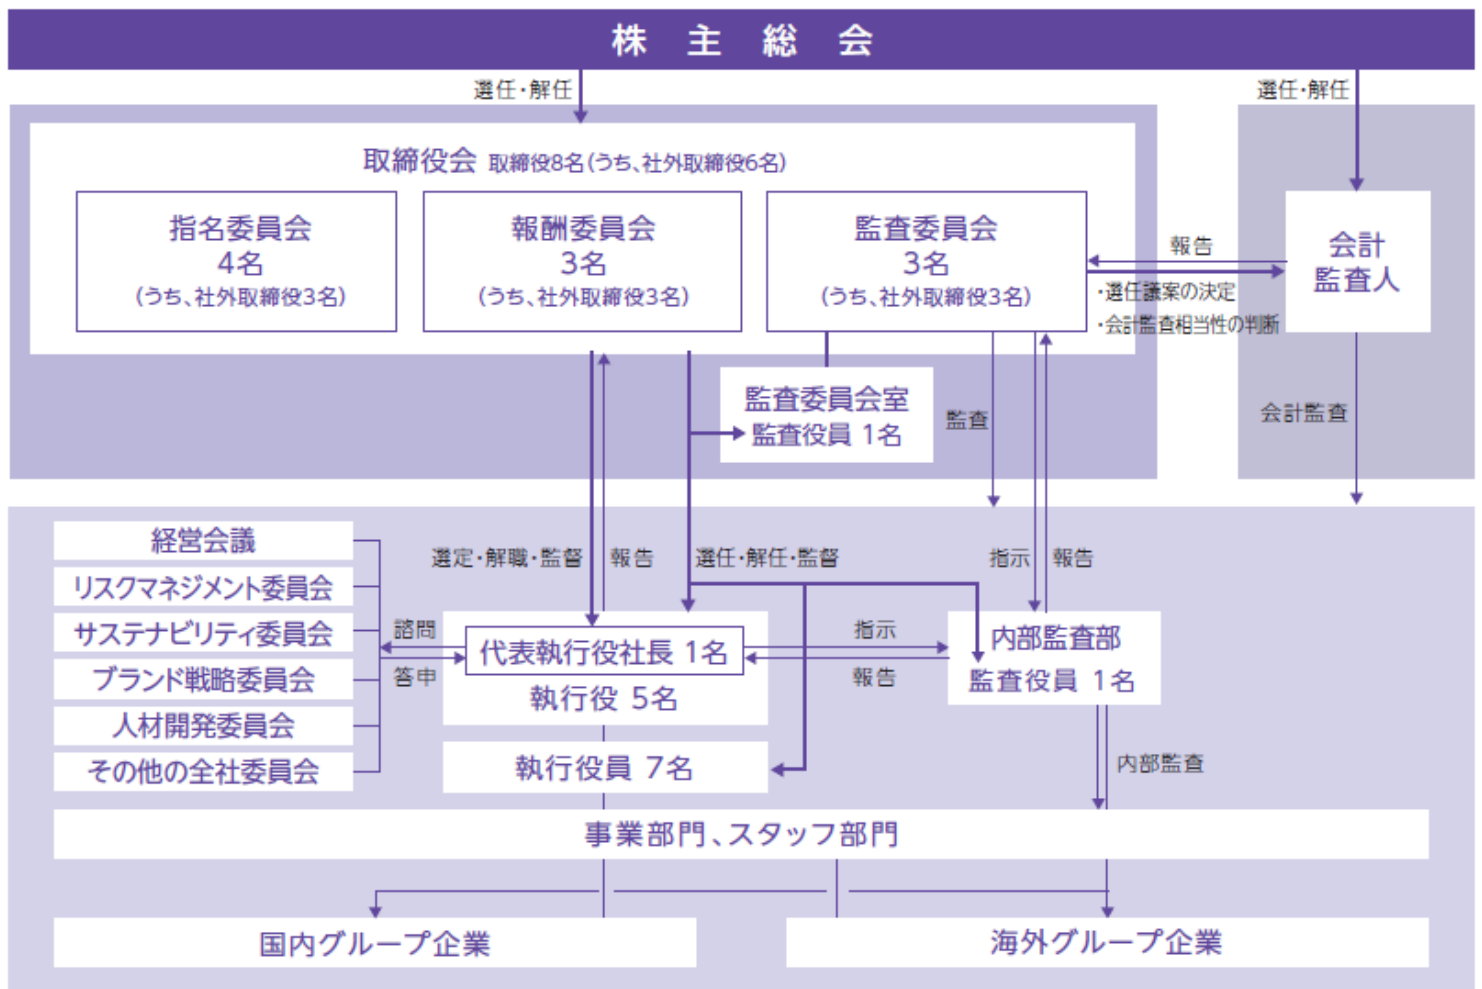 株主総会
選任・解任
選任・解任
取締役会 取締役8名(うち、社外取締役6名)
指名委員会
4名
(うち、社外取締役3名)
報酬委員会
3名
(うち、社外取締役3名)
監査委員会
3名
(うち、社外取締役3名)
報告
・選任議案の決定
・会計監査相当性の判断
会計
監査人
監査委員会室
監査役員 1名
監査
会計監査
経営会議
リスクマネジメント委員会
サステナビリティ委員会
ブランド戦略委員会
人材開発委員会
その他の全社委員会
選定・解職・監督
報告
選任・解任・監督
指示
報告
諮問
答申
代表執行役社長 1名
執行役 5名
執行役員 7名
指示
報告
内部監査部
監査役員 1名
内部監査
事業部門、スタッフ部門
国内グループ企業
海外グループ企業